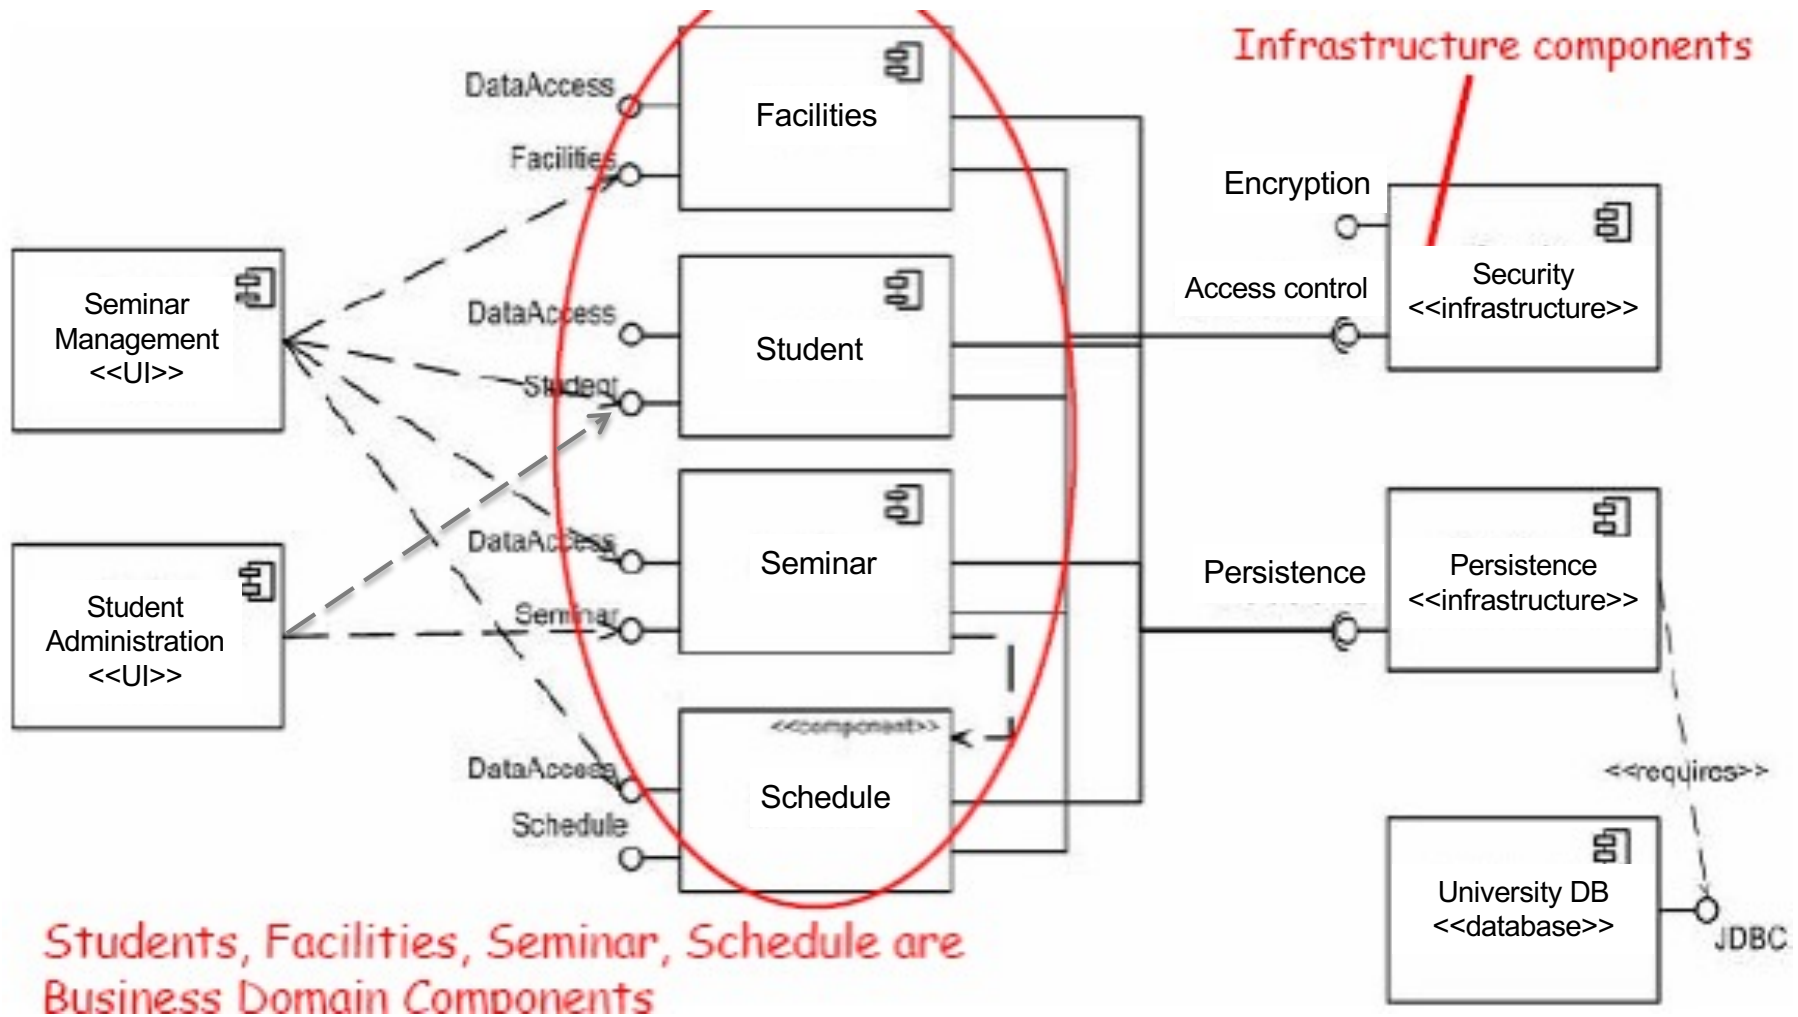 Infrastructure components
DataAccess
Facilities
Facilities
Encryption
Access control
Security
<<infrastructure>>
Seminar
Management
<<UI>>
DataAccess
Student
Student
DataAccess
Seminar
Seminar
Persistence
Persistence
<<infrastructure>>
Student
Administration
<<UI>>
<<component>>
DataAccess
Schedule
Schedule
<<requires>>
University DB
<<database>>
JDBC
Students, Facilities, Seminar, Schedule are
Business Domain Components